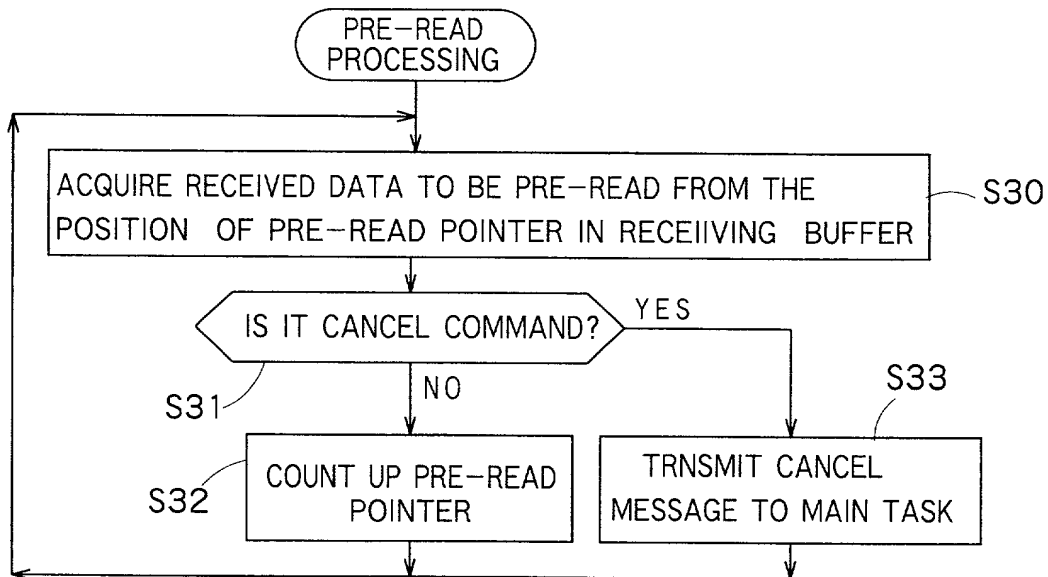 PRE-READ
PROCESSING
ACQUIRE RECEIVED DATA TO BE PRE-READ FROM THE
POSITION OF PRE-READ POINTER IN RECEIIVING BUFFER
S30
IS IT CANCEL COMMAND?
YES
S31
NO
S33
S32
COUNT UP PRE-READ
POINTER
TRNSMIT CANCEL
MESSAGE TO MAIN TASK